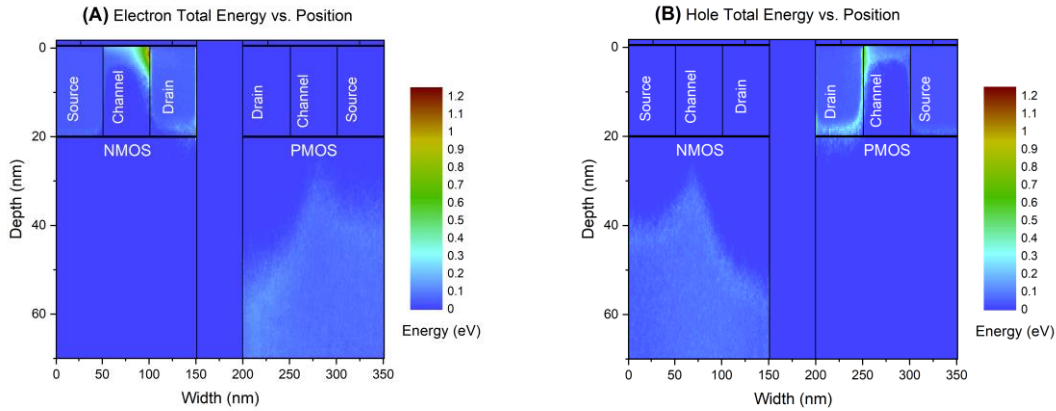 (A) Electron Total Energy vs. Position
0
20
40
60
Depth (nm)
Source
Channel
Drain
NMOS
Drain
Channel
Source
PMOS
0 50 100 150 200 250 300 350
Width (nm)
1.2
1
0.9
0.8
0.7
0.6
0.5
0.4
0.3
0.2
0.1
0
Energy (eV)
(B) Hole Total Energy vs. Position
0
20
40
60
Depth (nm)
Source
Channel
Drain
NMOS
Drain
Channel
Source
PMOS
0 50 100 150 200 250 300 350
Width (nm)
1.2
1
0.9
0.8
0.7
0.6
0.5
0.4
0.3
0.2
0.1
0
Energy (eV)